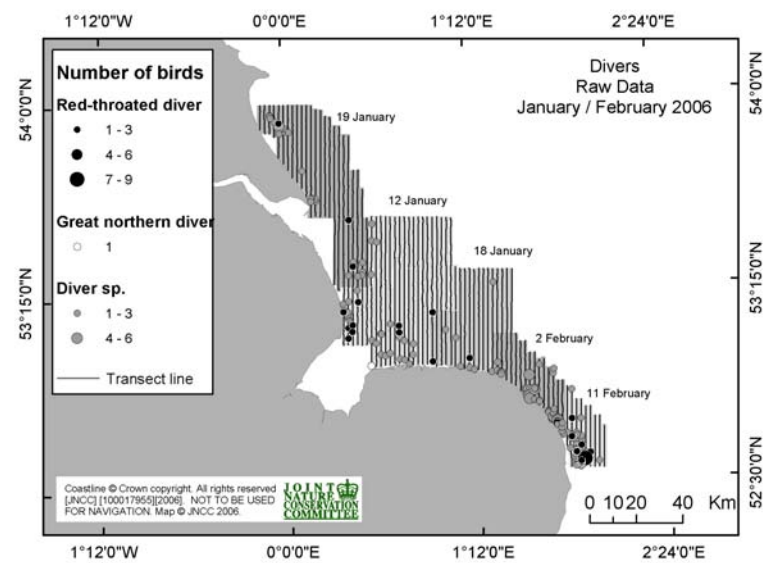 1°12'0"W 0°0'0"E 1°12'0"E 2°24'0"E
Divers
Raw Data
January / February 2006
Number of birds
Red-throated diver
1 - 3
4 - 6
7 - 9
Great northern diver
1
Diver sp.
1 - 3
4 - 6
Transect line
19 January
12 January
18 January
2 February
11 February
54°0'0"N
53°15'0"N
54°0'0"N
53°15'0"N
52°30'0"N
Coastline © Crown copyright. All rights reserved
[JNCC] [100017955][2006]. NOT TO BE USED
FOR NAVIGATION. Map © JNCC 2006.
JOINT
NATURE
CONSERVATION
COMMITTEE
0 10 20 40 Km
1°12'0"W 0°0'0"E 1°12'0"E 2°24'0"E